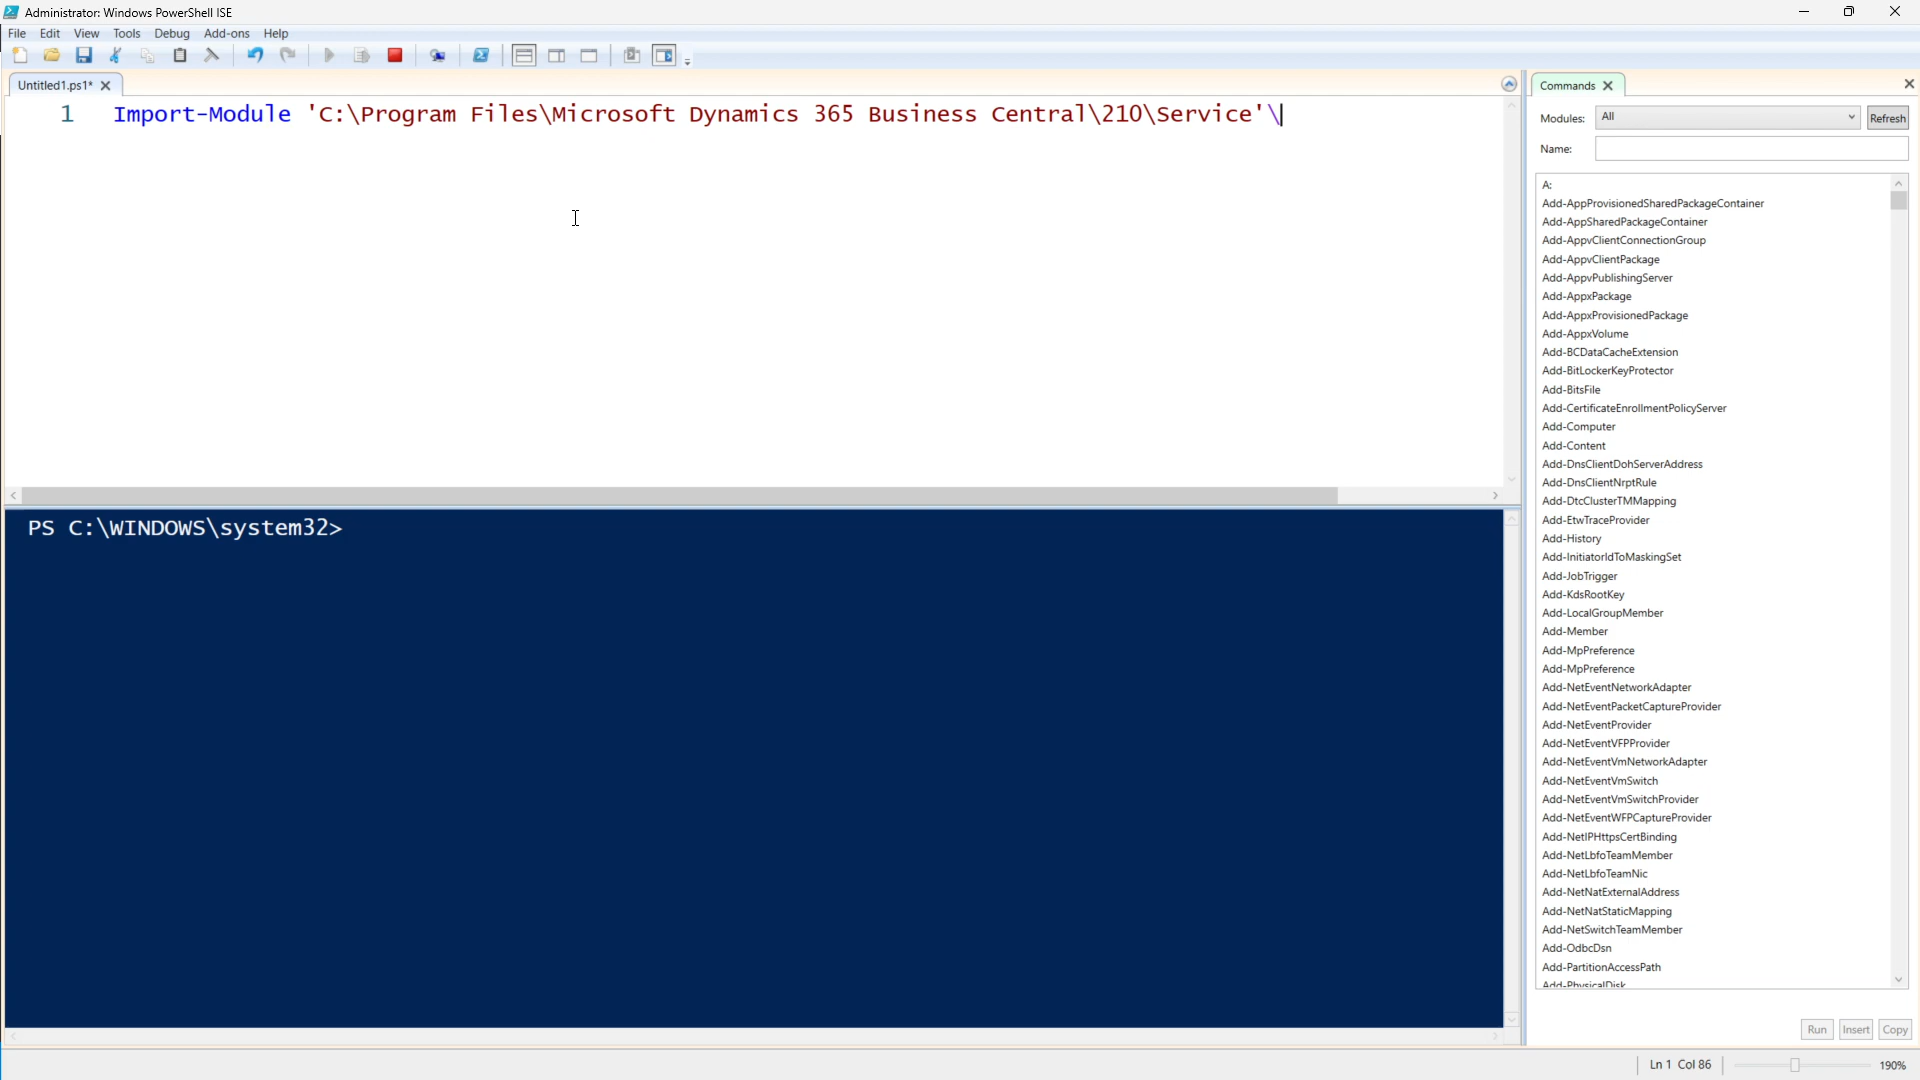 Administrator: Windows PowerShell ISE
File Edit View Tools Debug Add-ons Help
Untitled1.ps1*
1 Import-Module 'C:\Program Files\Microsoft Dynamics 365 Business Central\210\Service'\
PS C:\WINDOWS\system32>
Commands
Modules: All Refresh
Name:
A:
Add-AppProvisionedSharedPackageContainer
Add-AppSharedPackageContainer
Add-AppvClientConnectionGroup
Add-AppvClientPackage
Add-AppvPublishingServer
Add-AppxPackage
Add-AppxProvisionedPackage
Add-AppxVolume
Add-BCDataCacheExtension
Add-BitLockerKeyProtector
Add-BitsFile
Add-CertificateEnrollmentPolicyServer
Add-Computer
Add-Content
Add-DnsClientDohServerAddress
Add-DnsClientNrptRule
Add-DtcClusterTMMapping
Add-EtwTraceProvider
Add-History
Add-InitiatorIdToMaskingSet
Add-JobTrigger
Add-KdsRootKey
Add-LocalGroupMember
Add-Member
Add-MpPreference
Add-MpPreference
Add-NetEventNetworkAdapter
Add-NetEventPacketCaptureProvider
Add-NetEventProvider
Add-NetEventVFPProvider
Add-NetEventVmNetworkAdapter
Add-NetEventVmSwitch
Add-NetEventVmSwitchProvider
Add-NetEventWFPCaptureProvider
Add-NetIPHttpsCertBinding
Add-NetLbfoTeamMember
Add-NetLbfoTeamNic
Add-NetNatExternalAddress
Add-NetNatStaticMapping
Add-NetSwitchTeamMember
Add-OdbcDsn
Add-PartitionAccessPath
Add-PhysicalDisk
Run Insert Copy
Ln 1 Col 86 190%